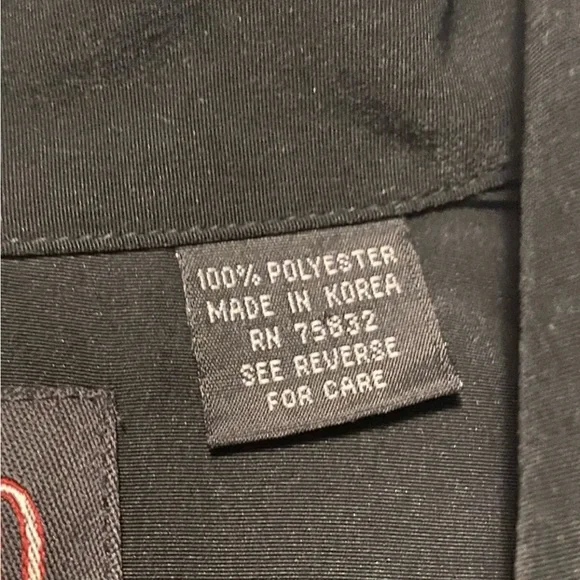 100% POLYESTER
MADE IN KOREA
RN 75832
SEE REVERSE
FOR CARE